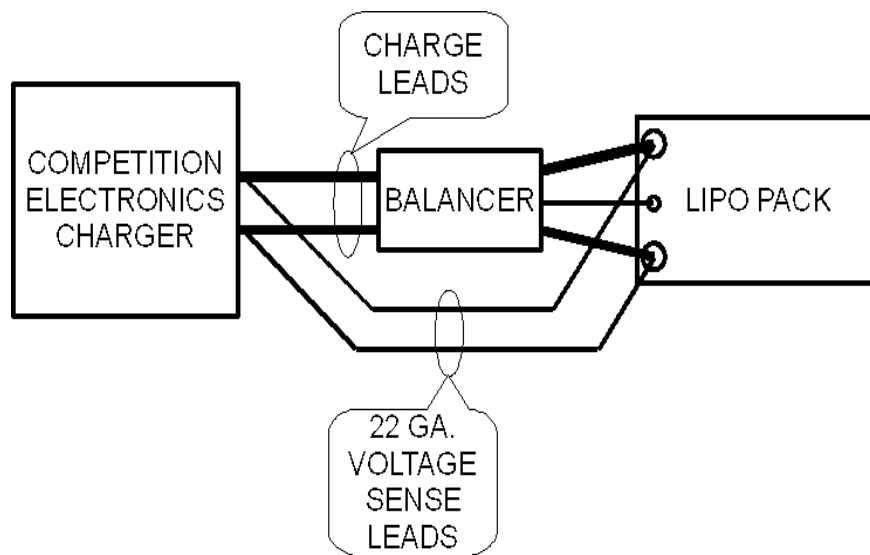 CHARGE
LEADS
COMPETITION
ELECTRONICS
CHARGER
BALANCER
LIPO PACK
22 GA.
VOLTAGE
SENSE
LEADS